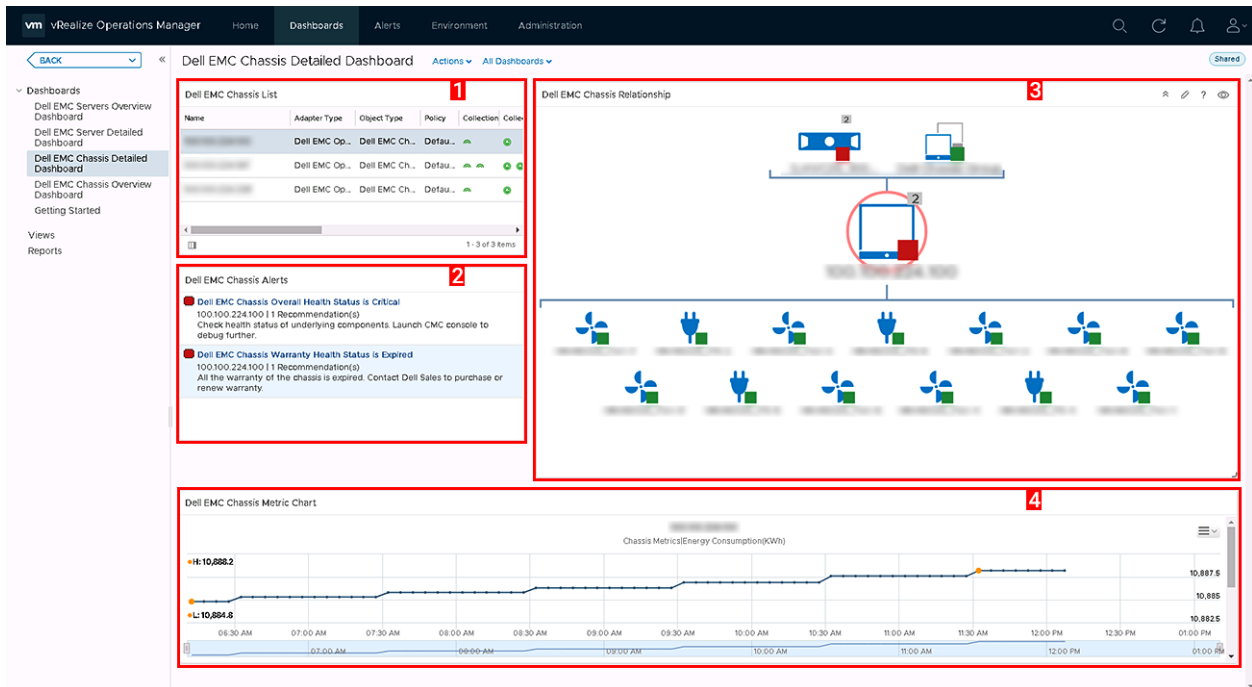 vm vRealize Operations Manager Home Dashboards Alerts Environment Administration
BACK
Dell EMC Chassis Detailed Dashboard Actions All Dashboards Shared
Dashboards
Dell EMC Servers Overview
Dashboard
Dell EMC Server Detailed
Dashboard
Dell EMC Chassis Detailed
Dashboard
Dell EMC Chassis Overview
Dashboard
Getting Started
Views
Reports
Dell EMC Chassis List 1
Name Adapter Type Object Type Policy Collection Colle
Dell EMC Op... Dell EMC Ch... Defau...
Dell EMC Op... Dell EMC Ch... Defau...
Dell EMC Op... Dell EMC Ch... Defau...
1 - 3 of 3 items
Dell EMC Chassis Alerts 2
Dell EMC Chassis Overall Health Status is Critical
100.100.224.100 | 1 Recommendation(s)
Check health status of underlying components. Launch CMC console to
debug further.
Dell EMC Chassis Warranty Health Status is Expired
100.100.224.100 | 1 Recommendation(s)
All the warranty of the chassis is expired. Contact Dell Sales to purchase or
renew warranty.
Dell EMC Chassis Relationship 3
?
2
2
Dell EMC Chassis Metric Chart 4
Chassis Metrics|Energy Consumption(KWh)
H: 10,888.2
L: 10,884.8
10,887.5
10,885
10,882.5
06:30 AM 07:00 AM 07:30 AM 08:00 AM 08:30 AM 09:00 AM 09:30 AM 10:00 AM 10:30 AM 11:00 AM 11:30 AM 12:00 PM 12:30 PM 01:00 PM
07:00 AM 08:00 AM 09:00 AM 10:00 AM 11:00 AM 12:00 PM 01:00 PM